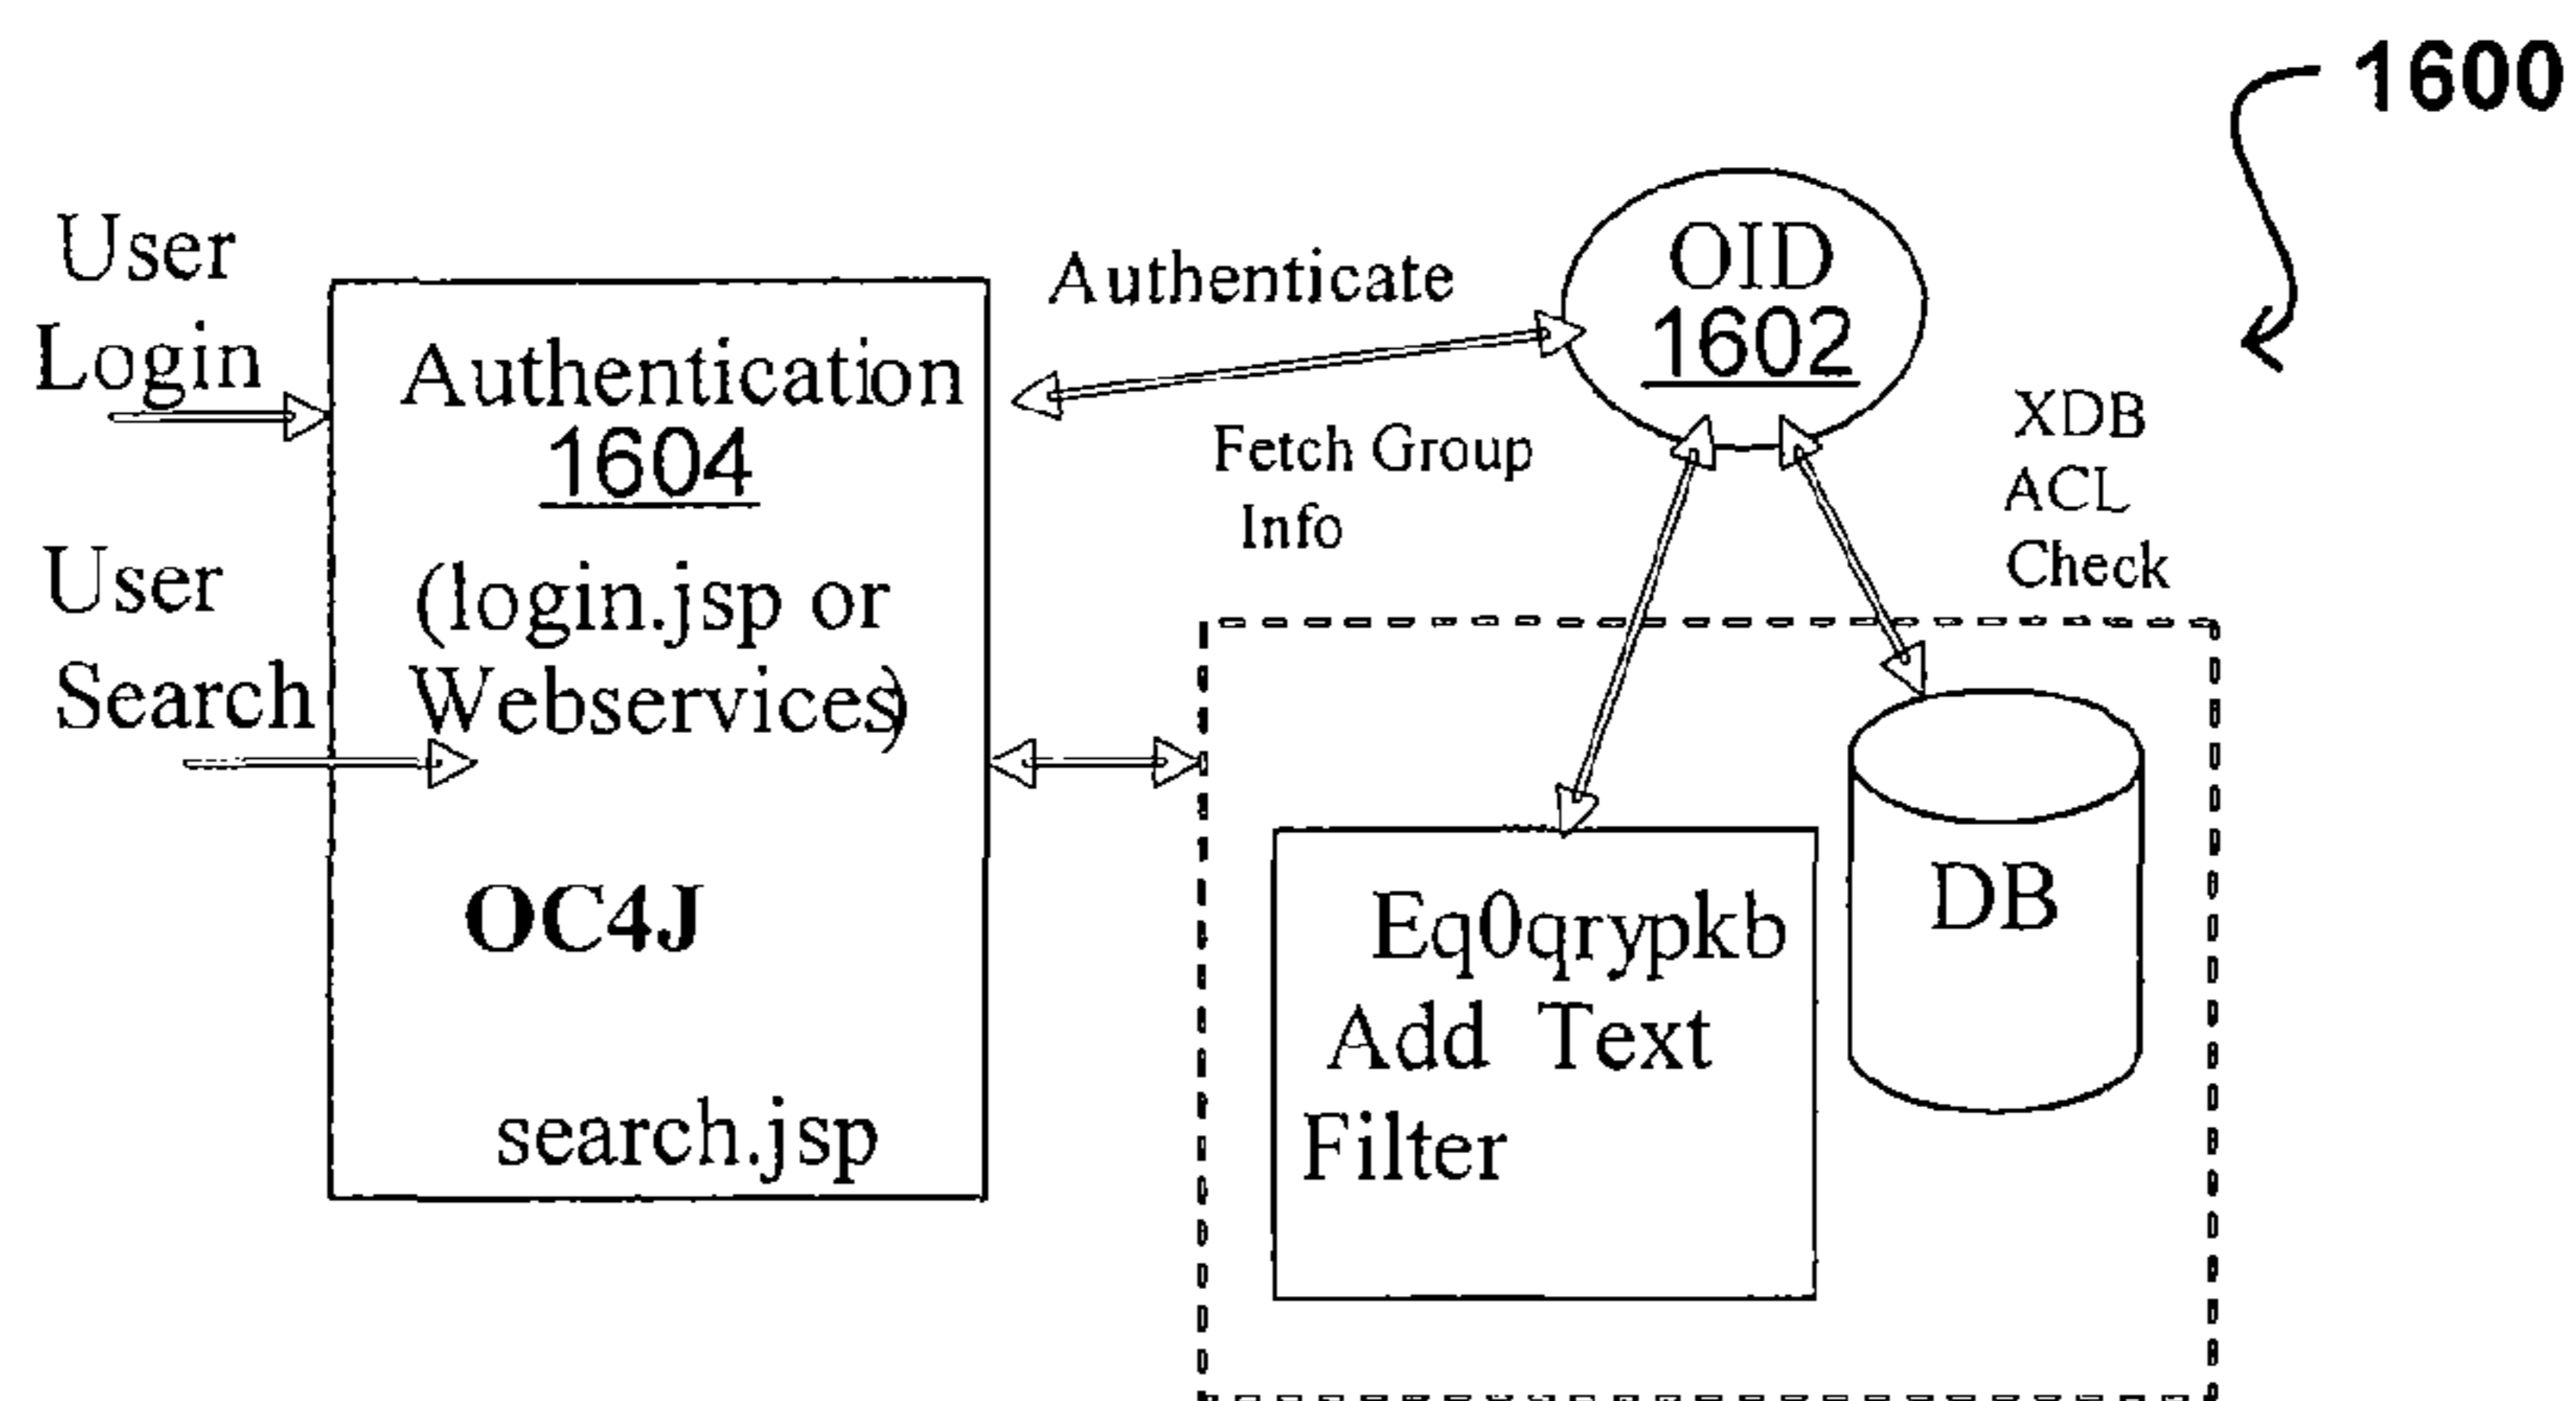 1600
User
Login
User
Search
Authentication
1604
(login.jsp or
Webservices)
OC4J
search.jsp
Authenticate
OID
1602
Fetch Group
Info
XDB
ACL
Check
Eq0qrypkb
Add Text
Filter
DB